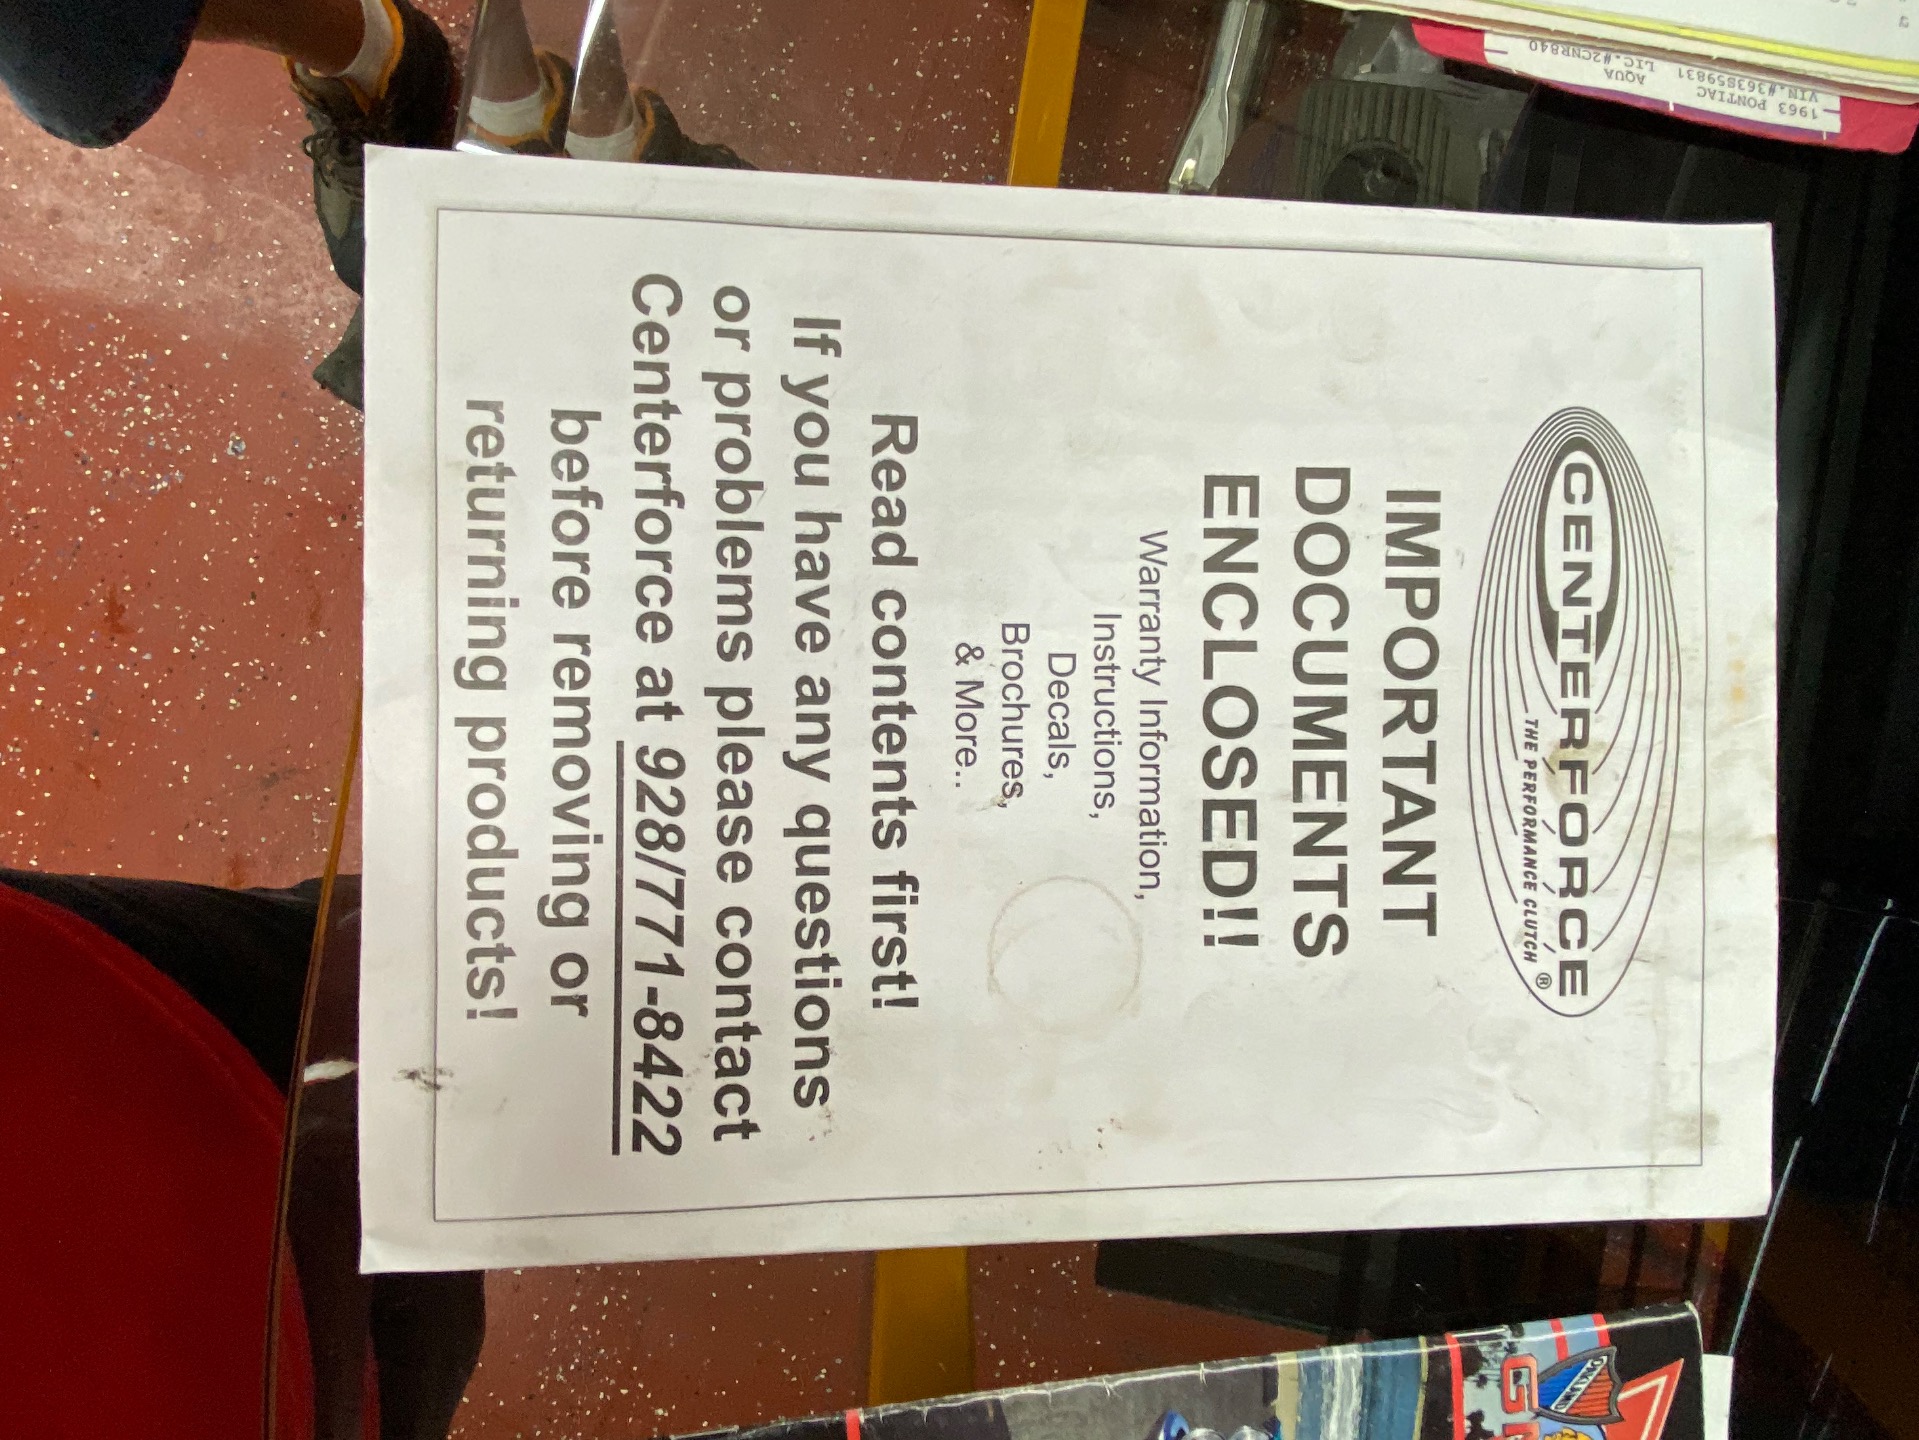 CENTERFORCE
THE PERFORMANCE CLUTCH ®
IMPORTANT
DOCUMENTS
ENCLOSED!!
Warranty Information,
Instructions,
Decals,
Brochures,
& More..
Read contents first!
If you have any questions
or problems please contact
Centerforce at 928/771-8422
before removing or
returning products!
1963 PONTIAC
VIN.#363S59831
AQUA LIC.#2CNR840